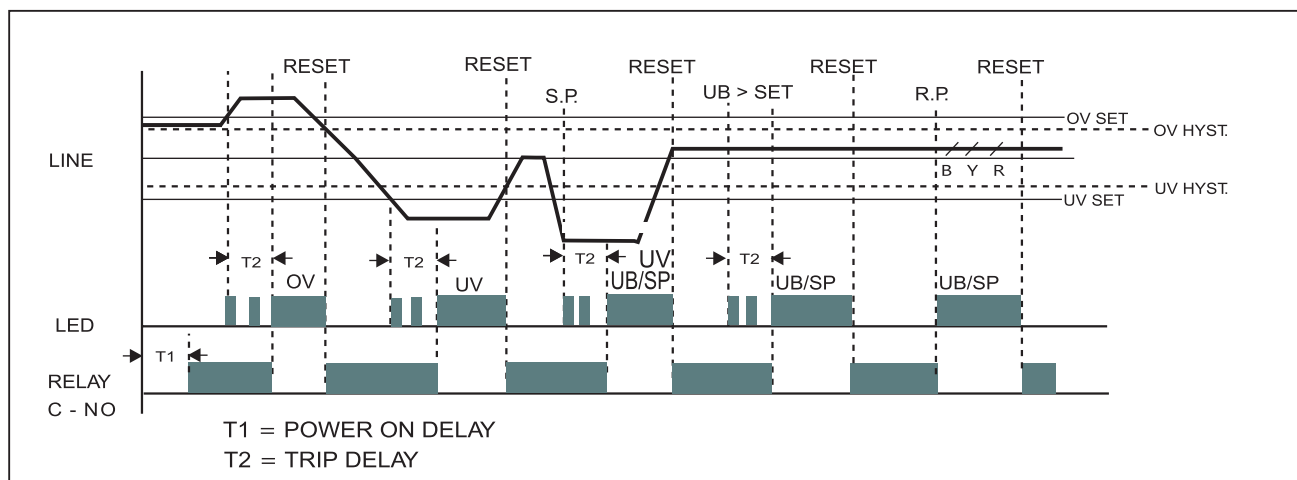 RESET RESET RESET RESET RESET
S.P. UB > SET R.P.
OV SET
OV HYST.
LINE
B Y R
UV HYST.
UV SET
T2 OV T2 UV T2 UV T2
UB/SP UB/SP UB/SP
LED
T1
RELAY
C - NO
T1 = POWER ON DELAY
T2 = TRIP DELAY